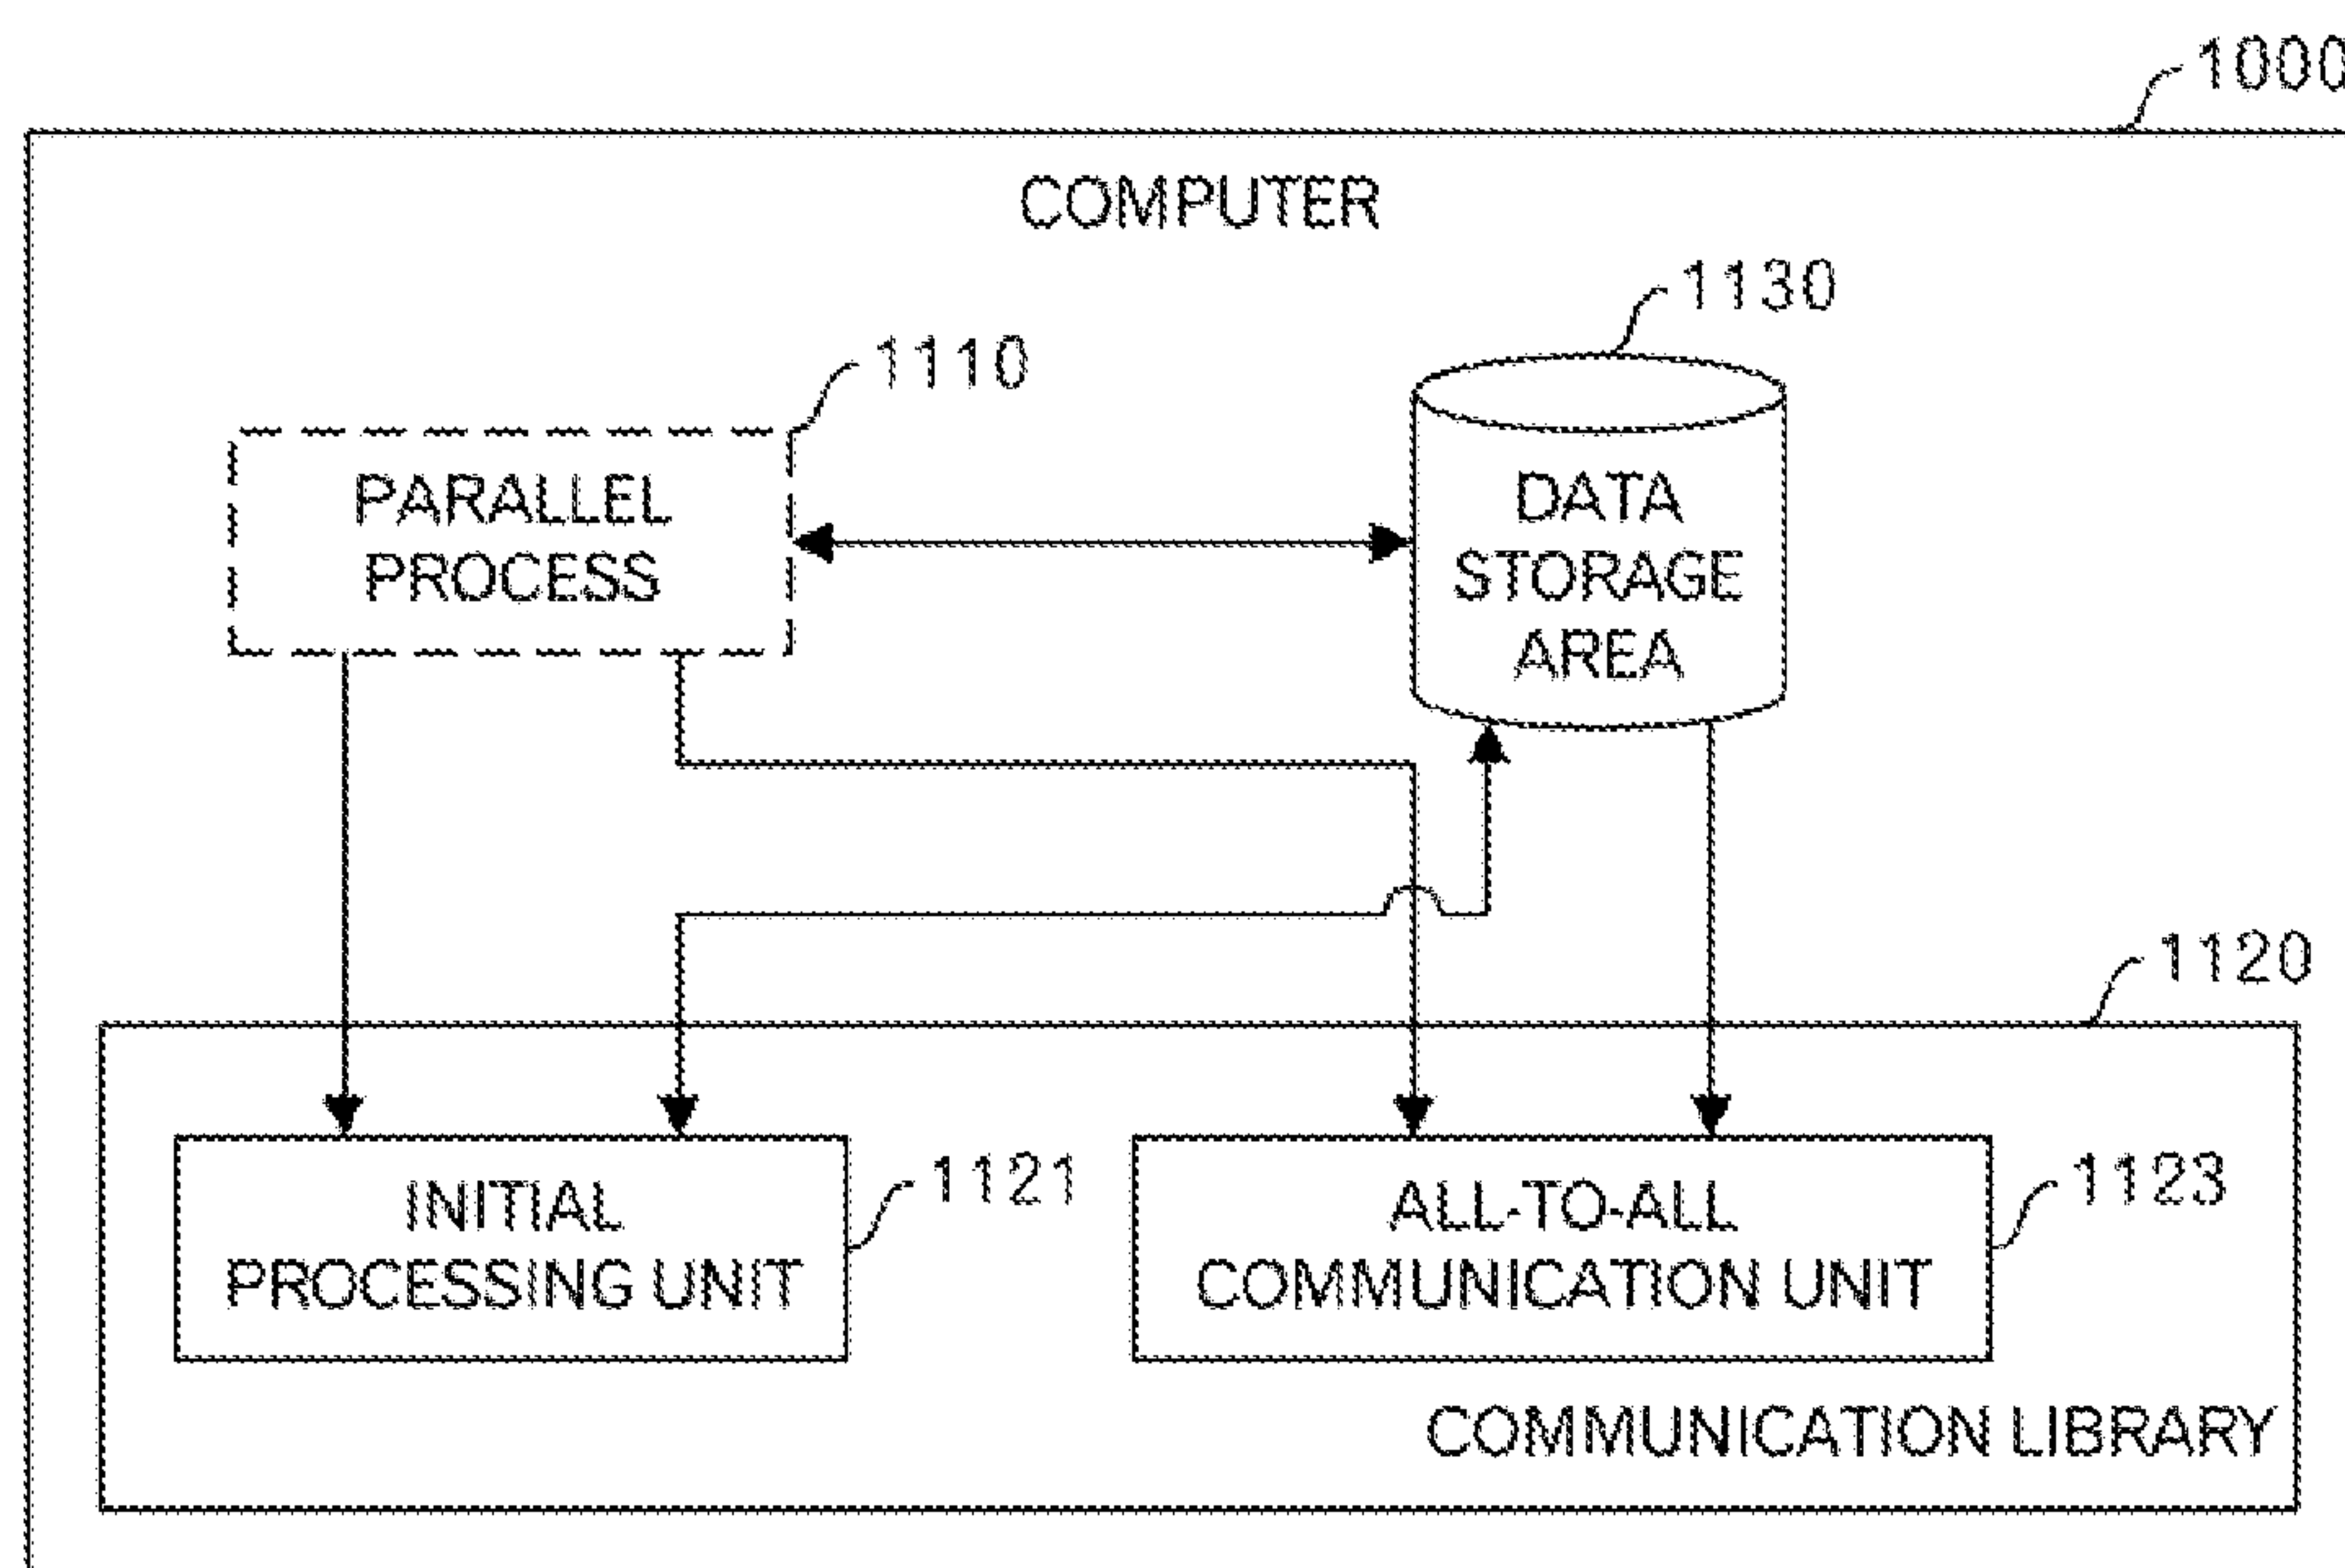 1000
COMPUTER
1130
1110
PARALLEL
PROCESS
DATA
STORAGE
AREA
1120
INITIAL
PROCESSING UNIT
1121
ALL-TO-ALL
COMMUNICATION UNIT
1123
COMMUNICATION LIBRARY